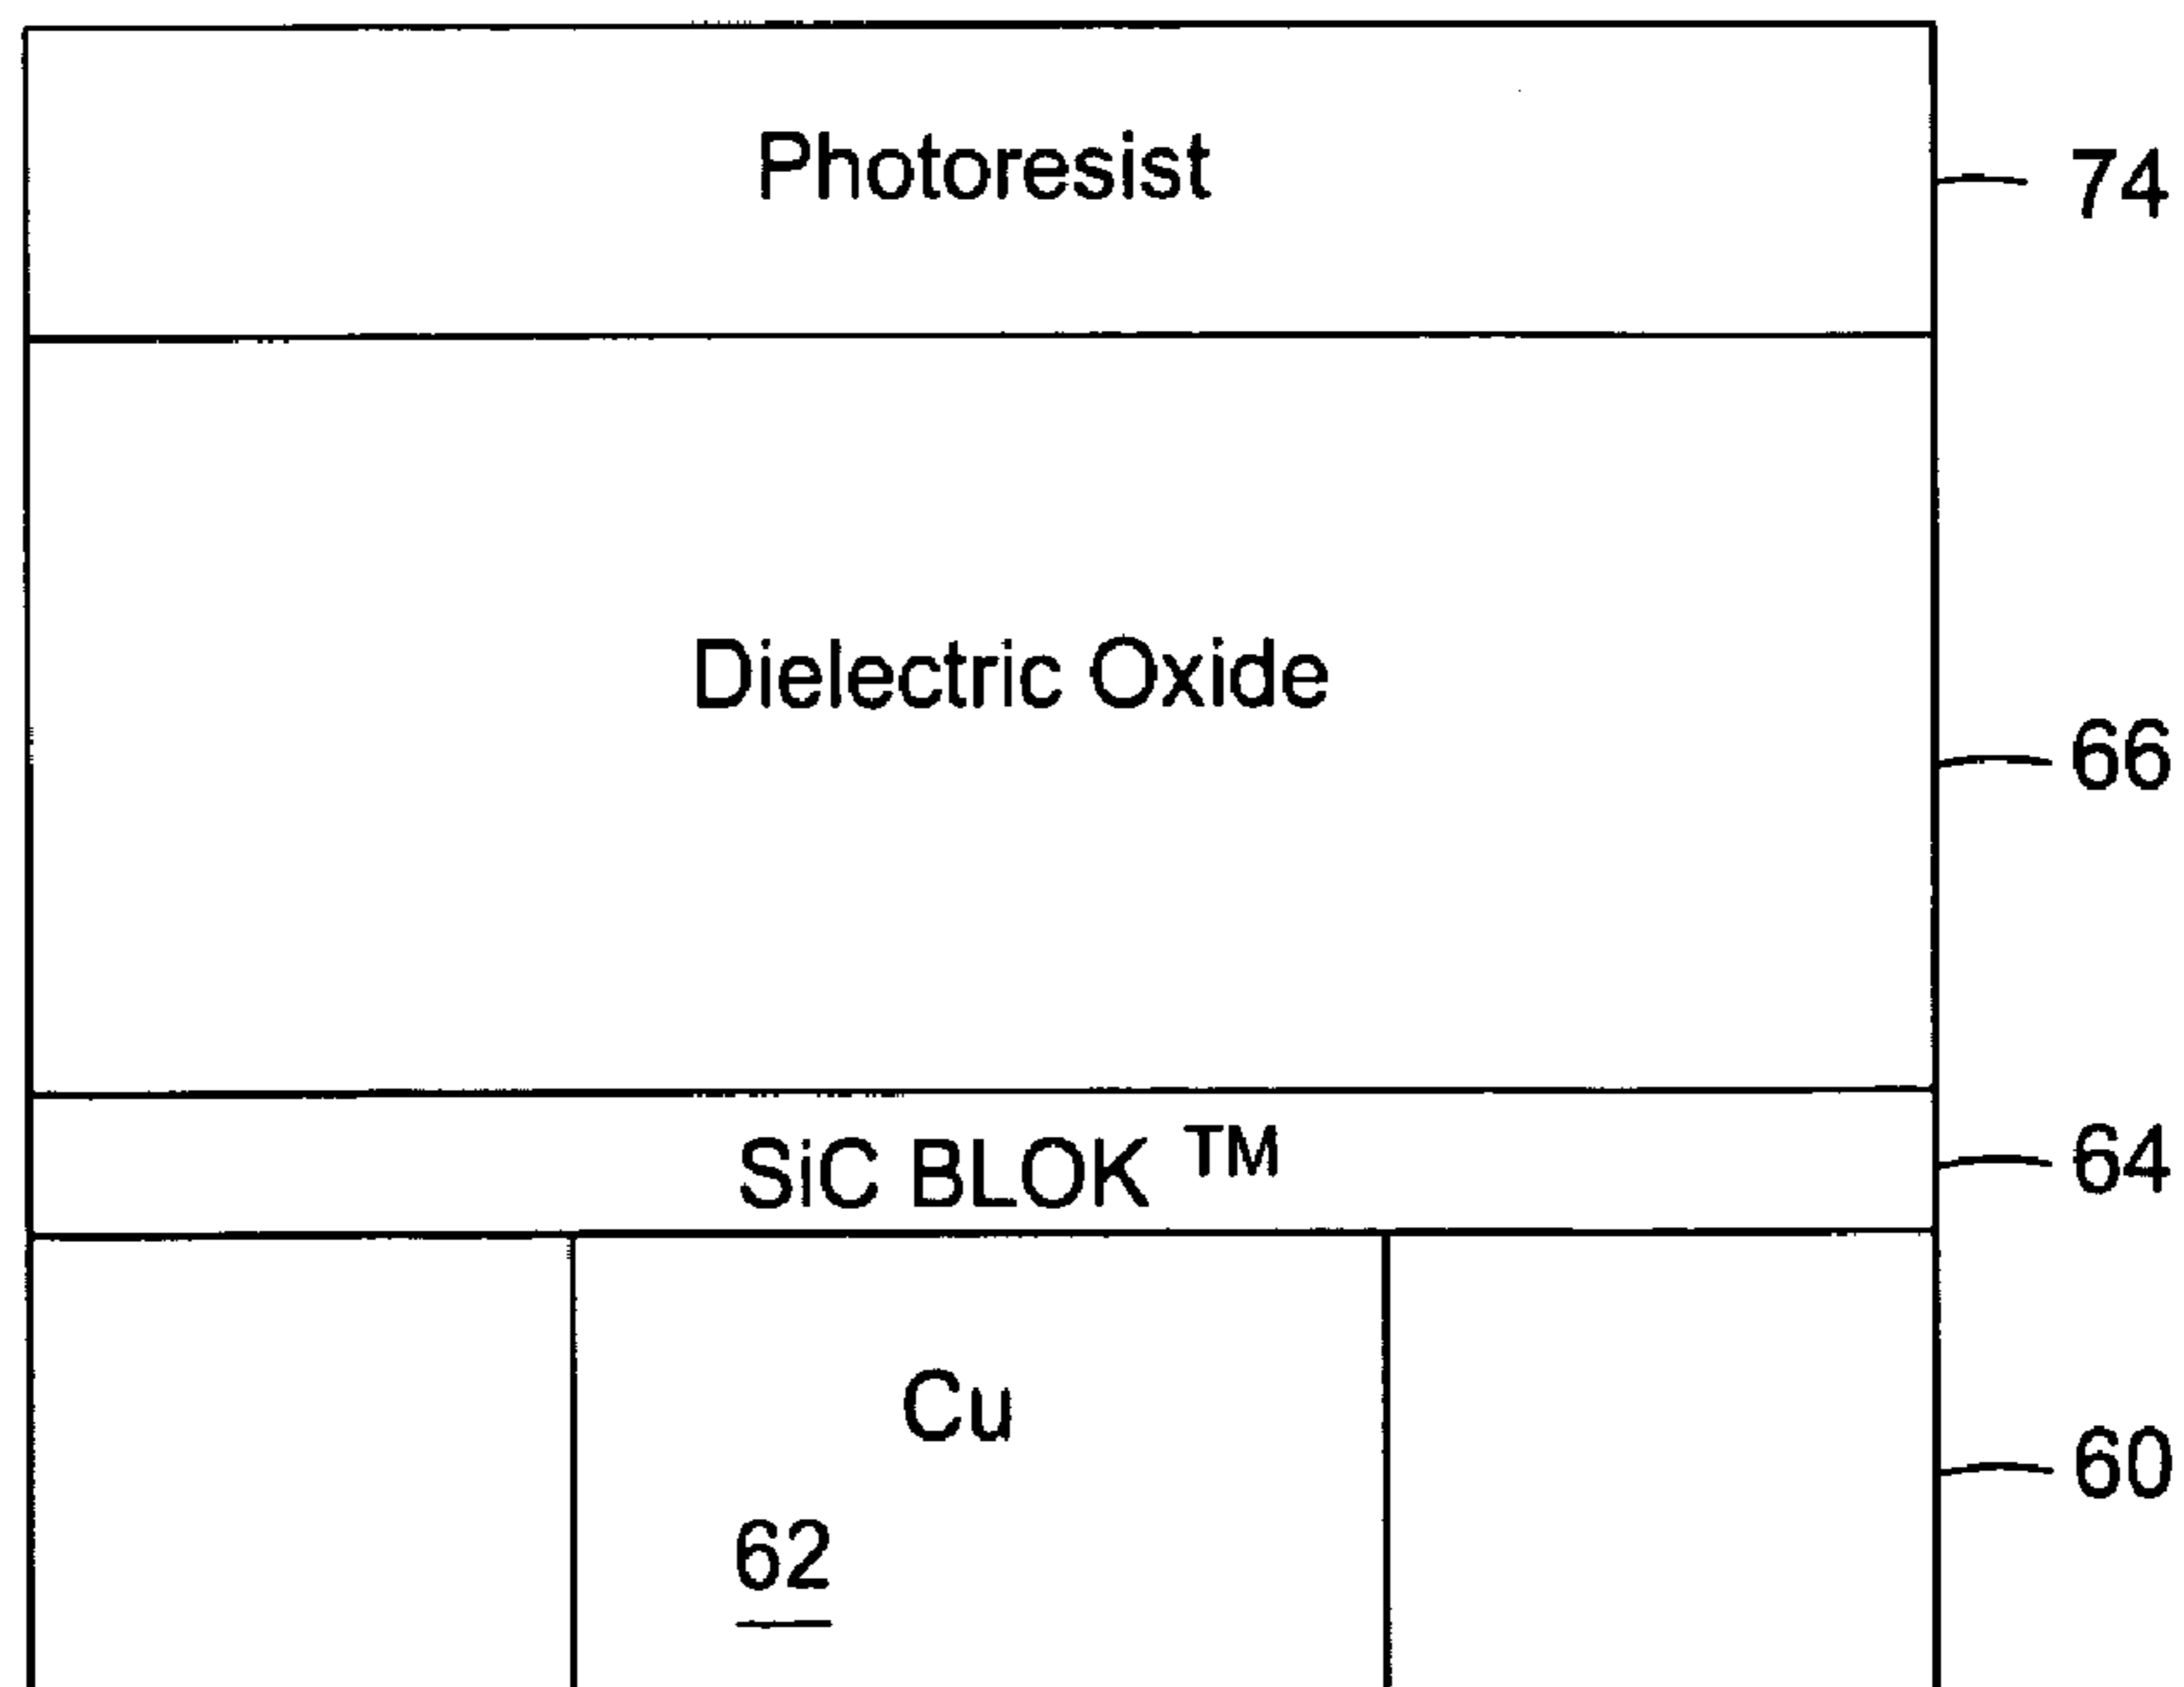 Photoresist
74
Dielectric Oxide
66
SiC BLOK ™
64
Cu
60
62